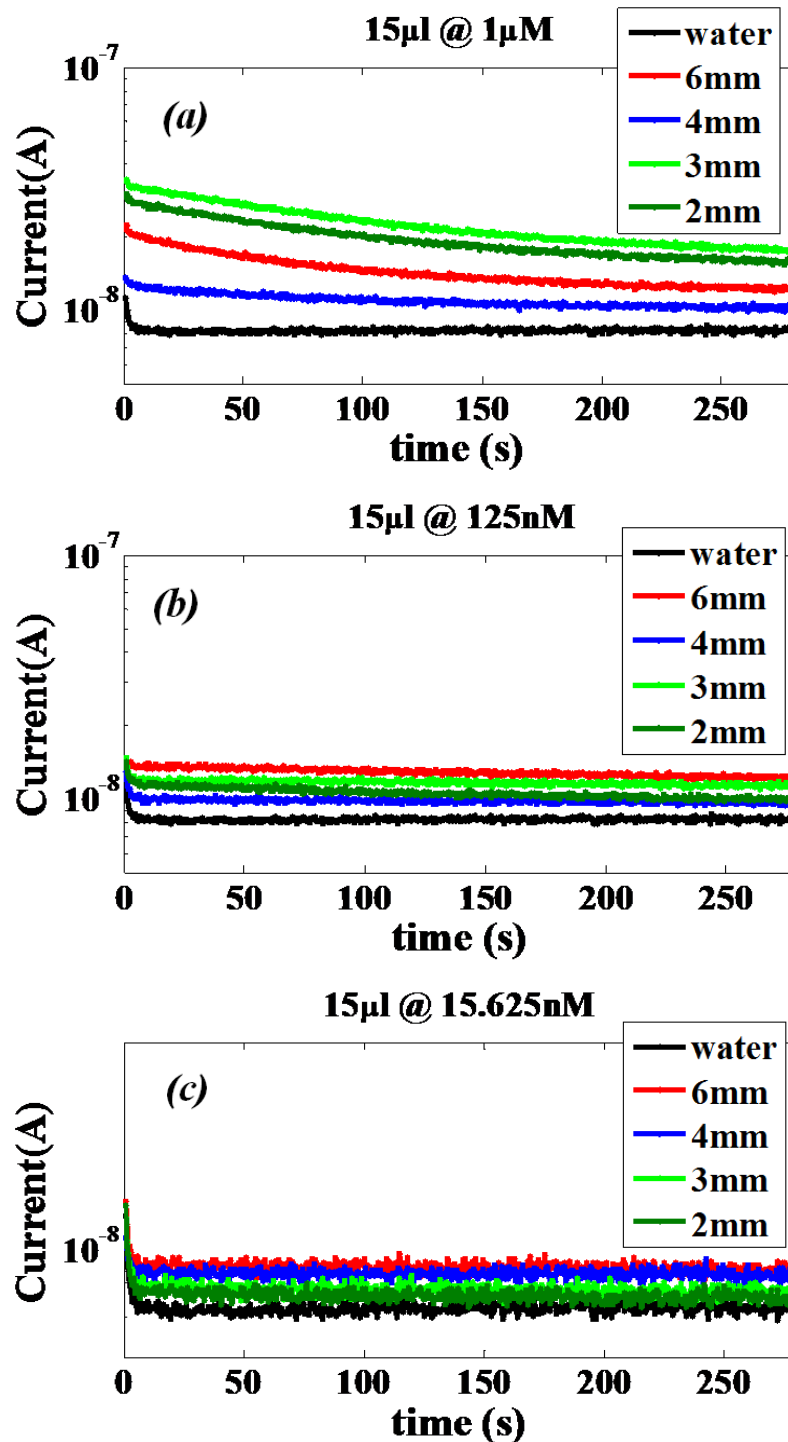 15µl @ 1µM
water
6mm
4mm
3mm
2mm
(a)
10-7
10-8
Current(A)
0 50 100 150 200 250
time (s)
15µl @ 125nM
water
6mm
4mm
3mm
2mm
(b)
10-7
10-8
Current(A)
0 50 100 150 200 250
time (s)
15µl @ 15.625nM
water
6mm
4mm
3mm
2mm
(c)
10-8
Current(A)
0 50 100 150 200 250
time (s)